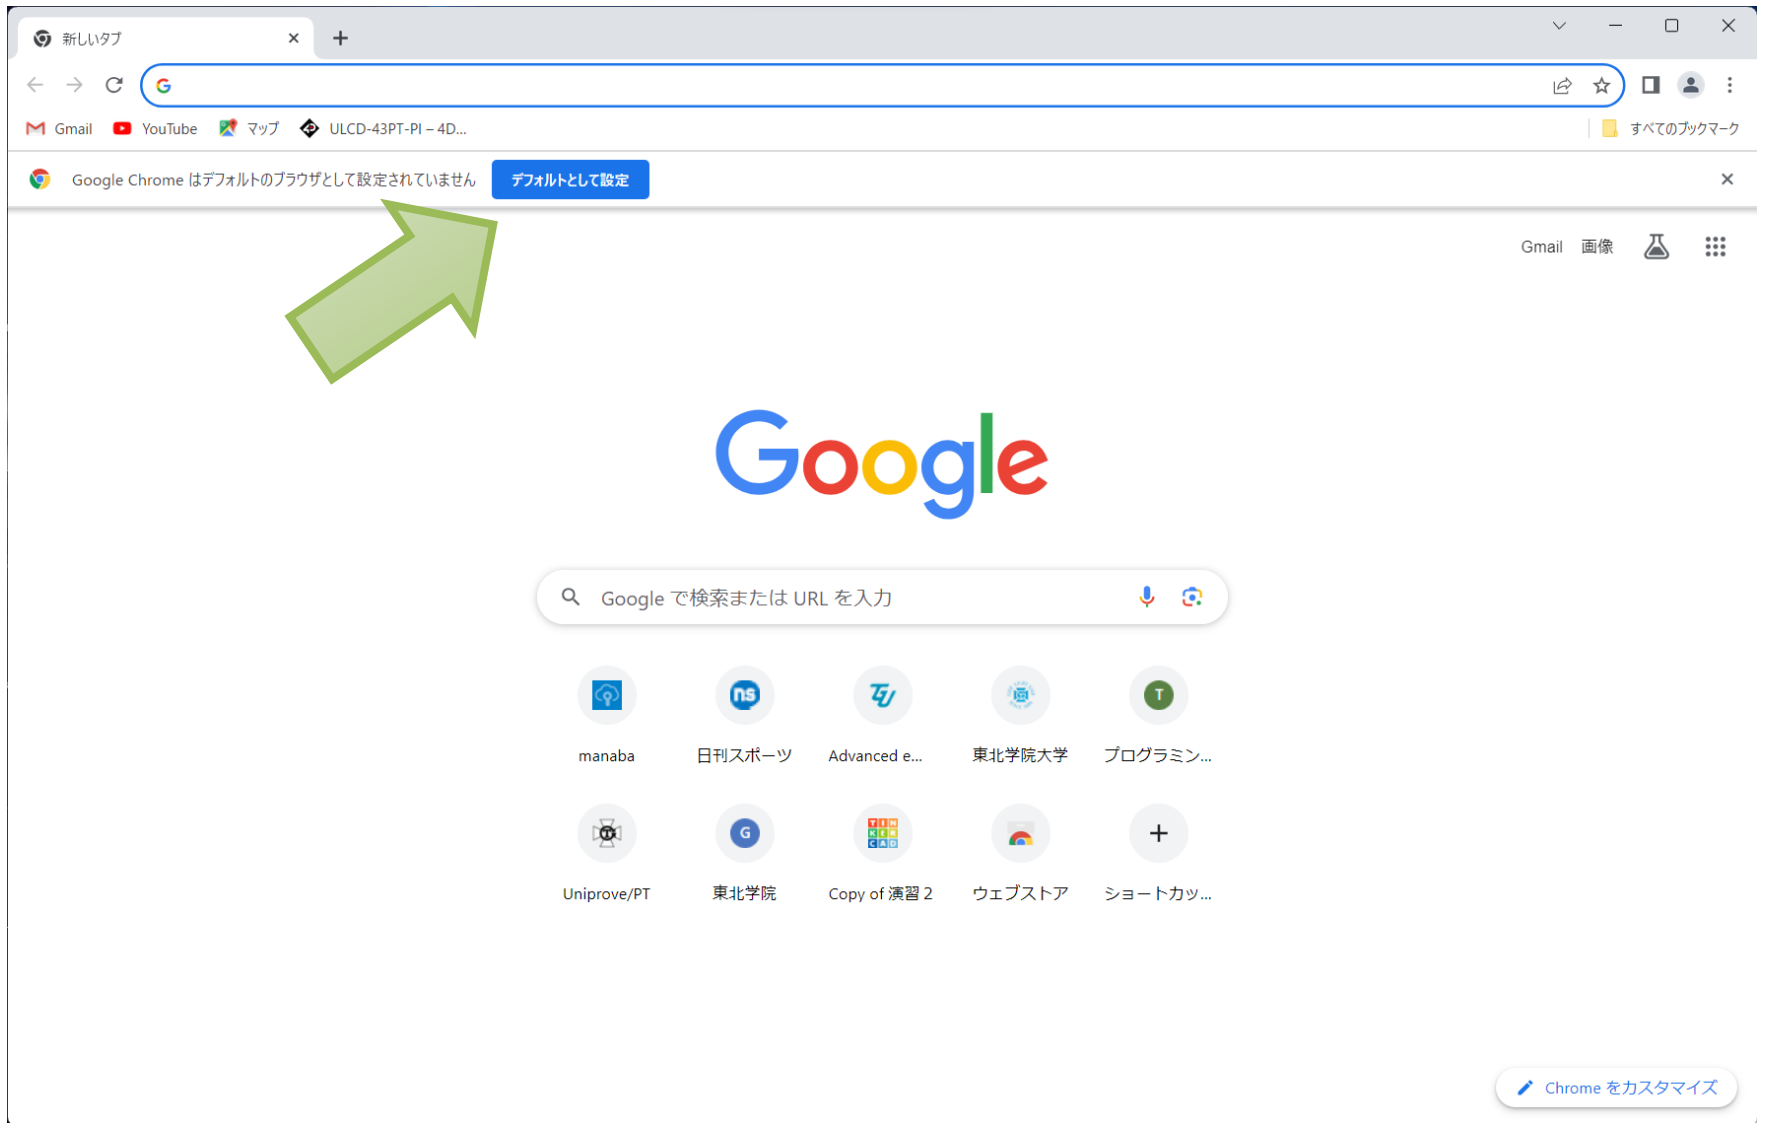 新しいタブ
Gmail YouTube マップ ULCD-43PT-PI – 4D... すべてのブックマーク
Google Chrome はデフォルトのブラウザとして設定されていません デフォルトとして設定
Gmail 画像
Google
Google で検索または URL を入力
manaba 日刊スポーツ Advanced e... 東北学院大学 プログラミン...
Uniprove/PT 東北学院 Copy of 演習 2 ウェブストア ショートカッ...
Chrome をカスタマイズ